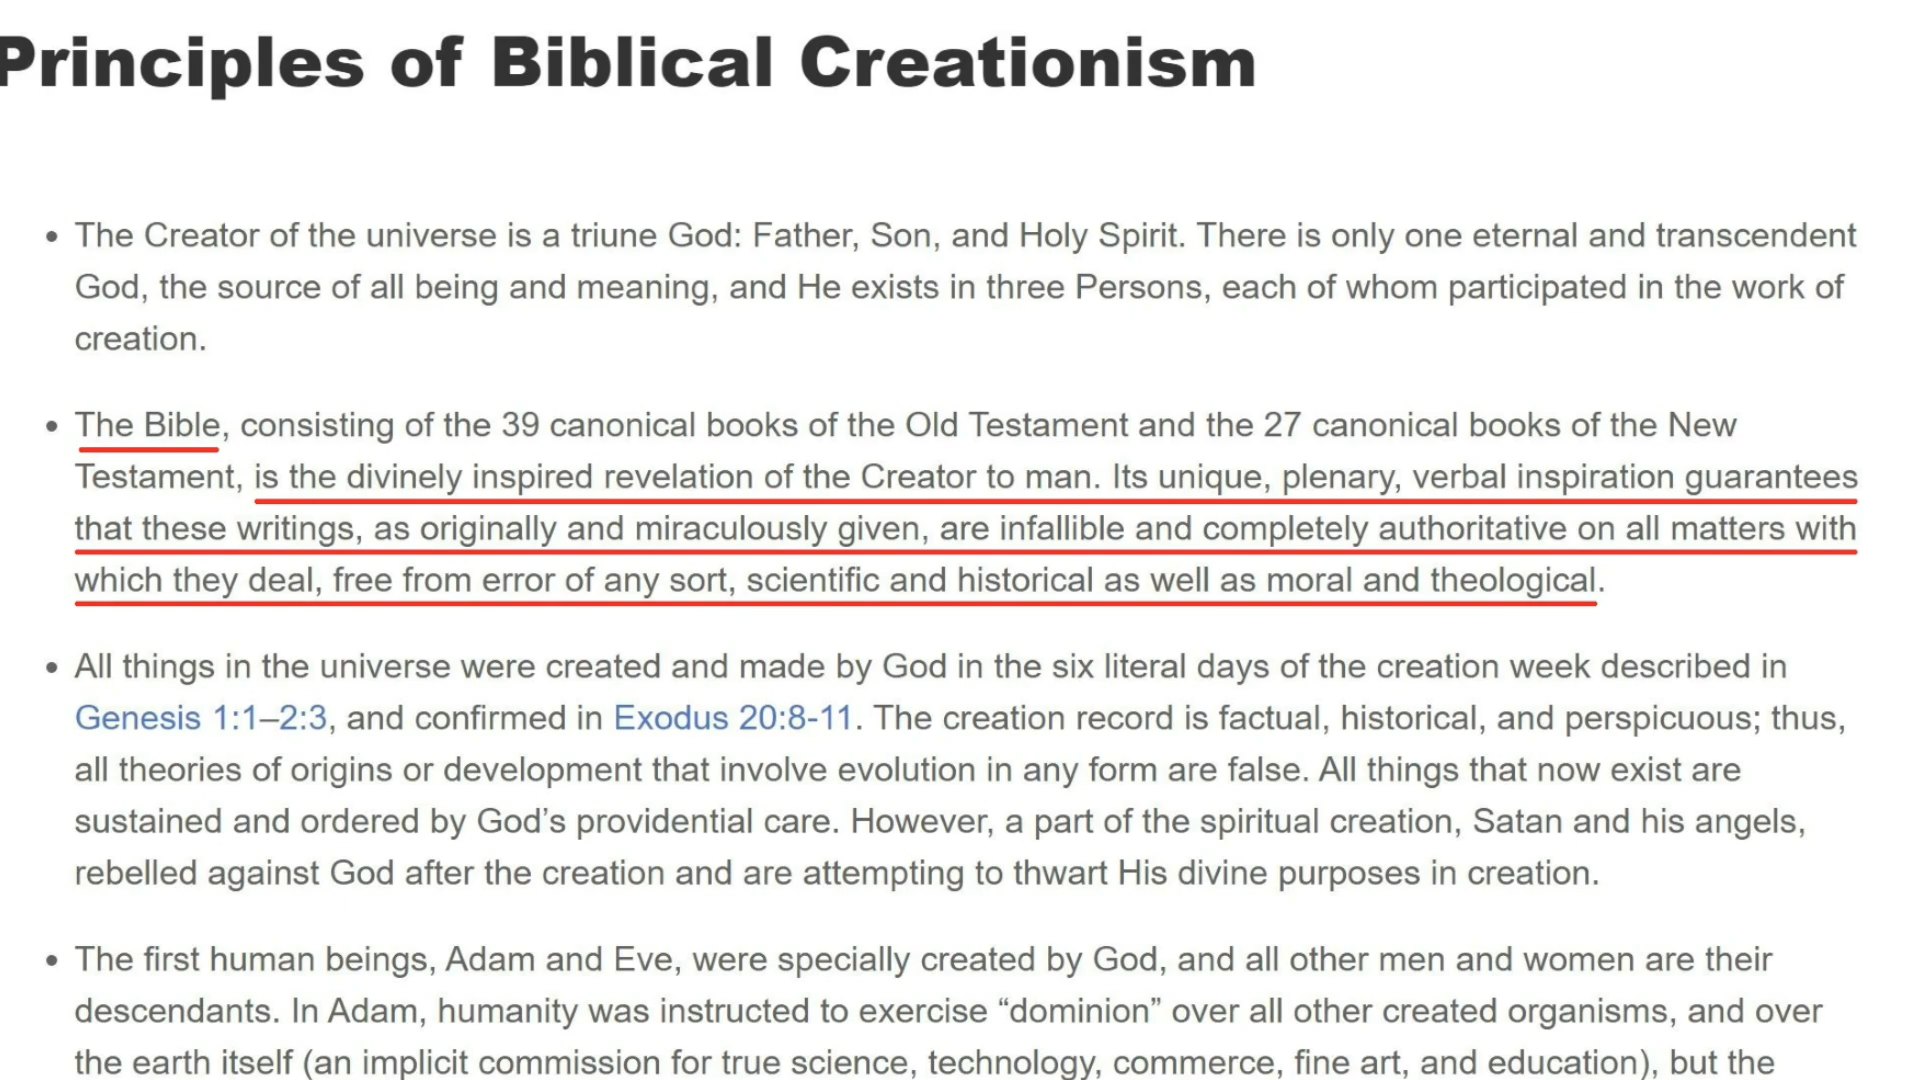 Principles of Biblical Creationism
• The Creator of the universe is a triune God: Father, Son, and Holy Spirit. There is only one eternal and transcendent
God, the source of all being and meaning, and He exists in three Persons, each of whom participated in the work of
creation.
• The Bible, consisting of the 39 canonical books of the Old Testament and the 27 canonical books of the New
Testament, is the divinely inspired revelation of the Creator to man. Its unique, plenary, verbal inspiration guarantees
that these writings, as originally and miraculously given, are infallible and completely authoritative on all matters with
which they deal, free from error of any sort, scientific and historical as well as moral and theological.
• All things in the universe were created and made by God in the six literal days of the creation week described in
Genesis 1:1–2:3, and confirmed in Exodus 20:8-11. The creation record is factual, historical, and perspicuous; thus,
all theories of origins or development that involve evolution in any form are false. All things that now exist are
sustained and ordered by God’s providential care. However, a part of the spiritual creation, Satan and his angels,
rebelled against God after the creation and are attempting to thwart His divine purposes in creation.
• The first human beings, Adam and Eve, were specially created by God, and all other men and women are their
descendants. In Adam, humanity was instructed to exercise “dominion” over all other created organisms, and over
the earth itself (an implicit commission for true science, technology, commerce, fine art, and education), but the